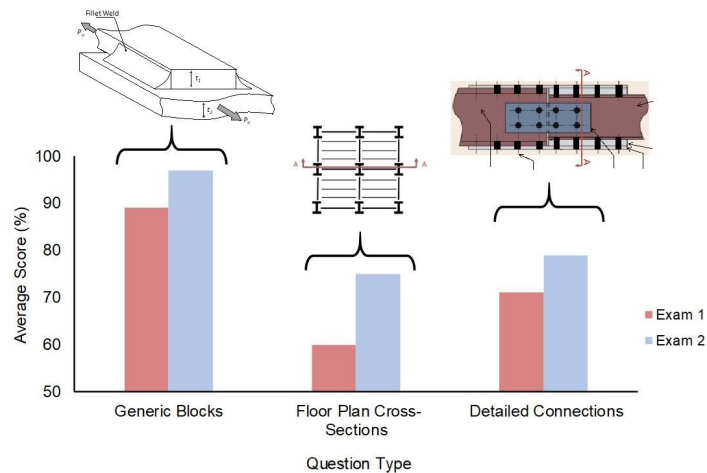 Fillet Weld
Pu
t1
t2
Pu
A
A
A
A
100
90
80
70
60
50
Average Score (%)
Exam 1
Exam 2
Generic Blocks
Floor Plan Cross-
Sections
Detailed Connections
Question Type